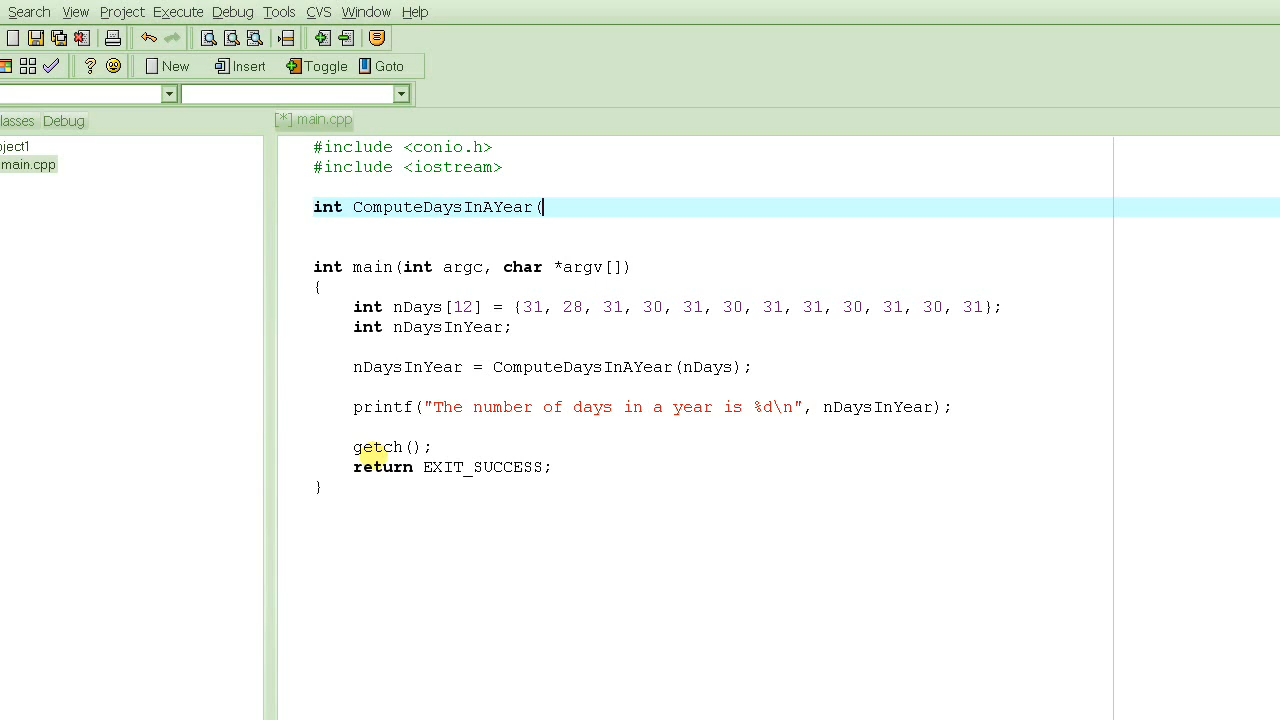 Search View Project Execute Debug Tools CVS Window Help
New Insert Toggle Goto
lasses Debug [*] main.cpp
oject1
main.cpp
#include <conio.h>
#include <iostream>
int ComputeDaysInAYear(
int main(int argc, char *argv[])
{
int nDays[12] = {31, 28, 31, 30, 31, 30, 31, 31, 30, 31, 30, 31};
int nDaysInYear;
nDaysInYear = ComputeDaysInAYear(nDays);
printf("The number of days in a year is %d\n", nDaysInYear);
getch();
return EXIT_SUCCESS;
}